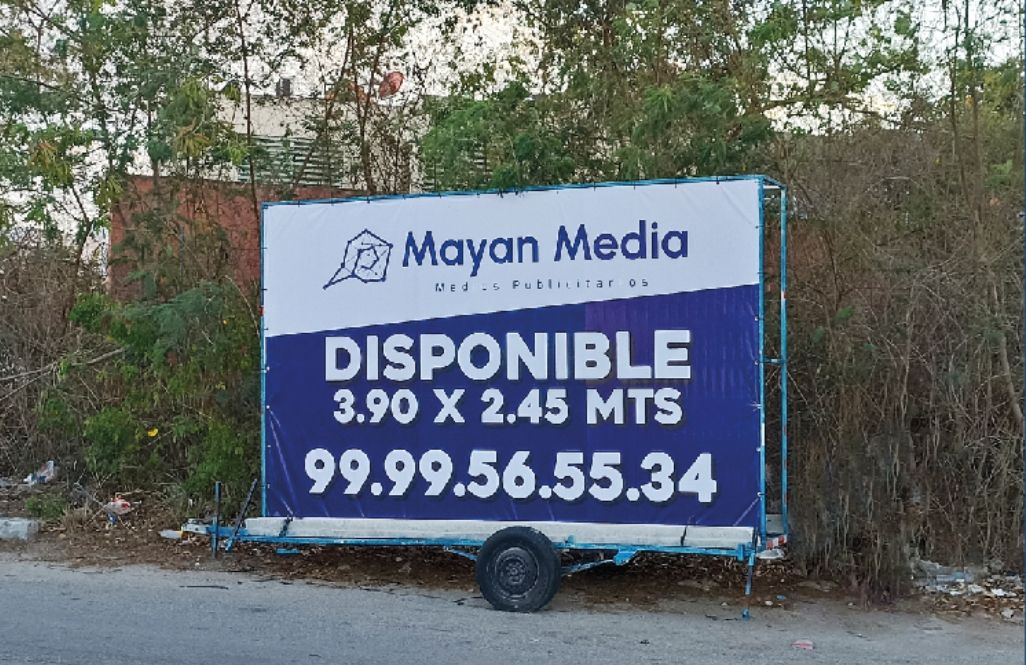 Mayan Media
Medios Publicitarios
DISPONIBLE
3.90 X 2.45 MTS
99.99.56.55.34